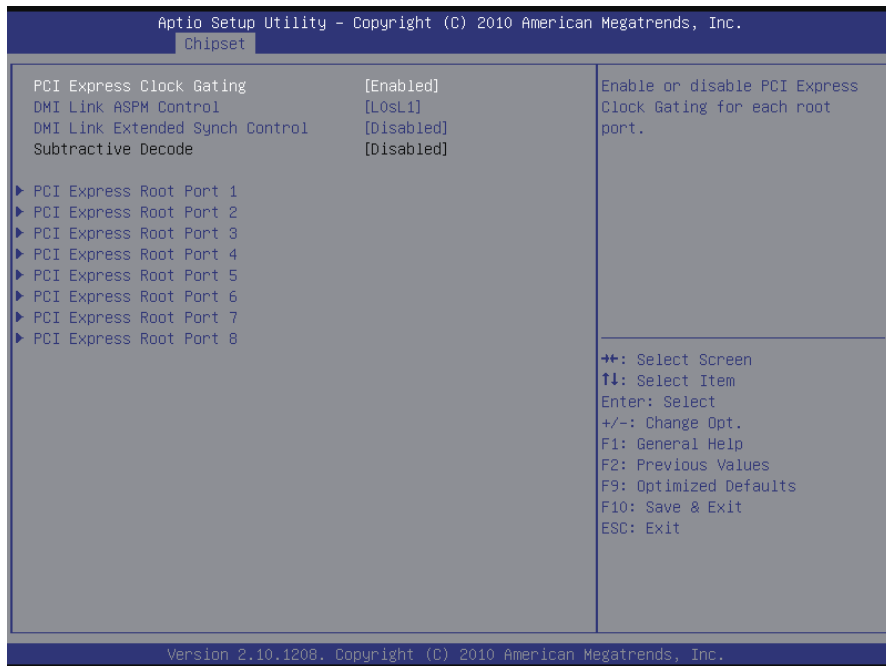 Aptio Setup Utility – Copyright (C) 2010 American Megatrends, Inc.
Chipset
PCI Express Clock Gating [Enabled]
DMI Link ASPM Control [L0sL1]
DMI Link Extended Synch Control [Disabled]
Subtractive Decode [Disabled]
▶ PCI Express Root Port 1
▶ PCI Express Root Port 2
▶ PCI Express Root Port 3
▶ PCI Express Root Port 4
▶ PCI Express Root Port 5
▶ PCI Express Root Port 6
▶ PCI Express Root Port 7
▶ PCI Express Root Port 8
Enable or disable PCI Express
Clock Gating for each root
port.
→←: Select Screen
↑↓: Select Item
Enter: Select
+/-: Change Opt.
F1: General Help
F2: Previous Values
F9: Optimized Defaults
F10: Save & Exit
ESC: Exit
Version 2.10.1208. Copyright (C) 2010 American Megatrends, Inc.